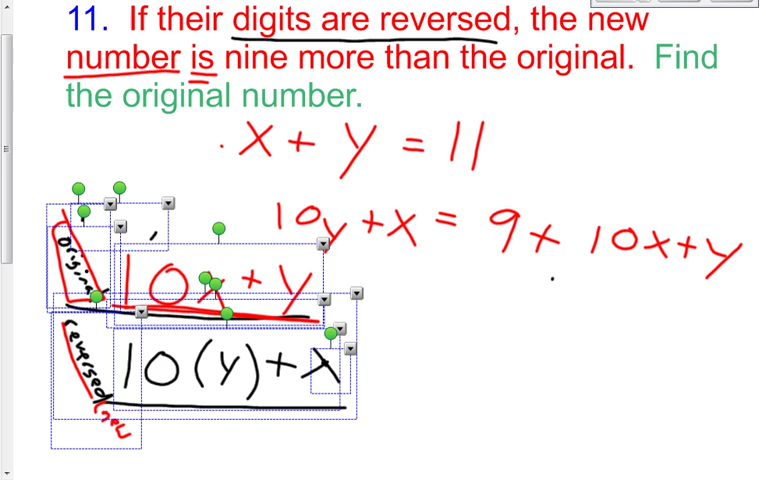 11. If their digits are reversed, the new
number is nine more than the original. Find
the original number.
x + y = 11
10y + x = 9 + 10x + y
original
10x + y
reversed
(new
10(y) + x